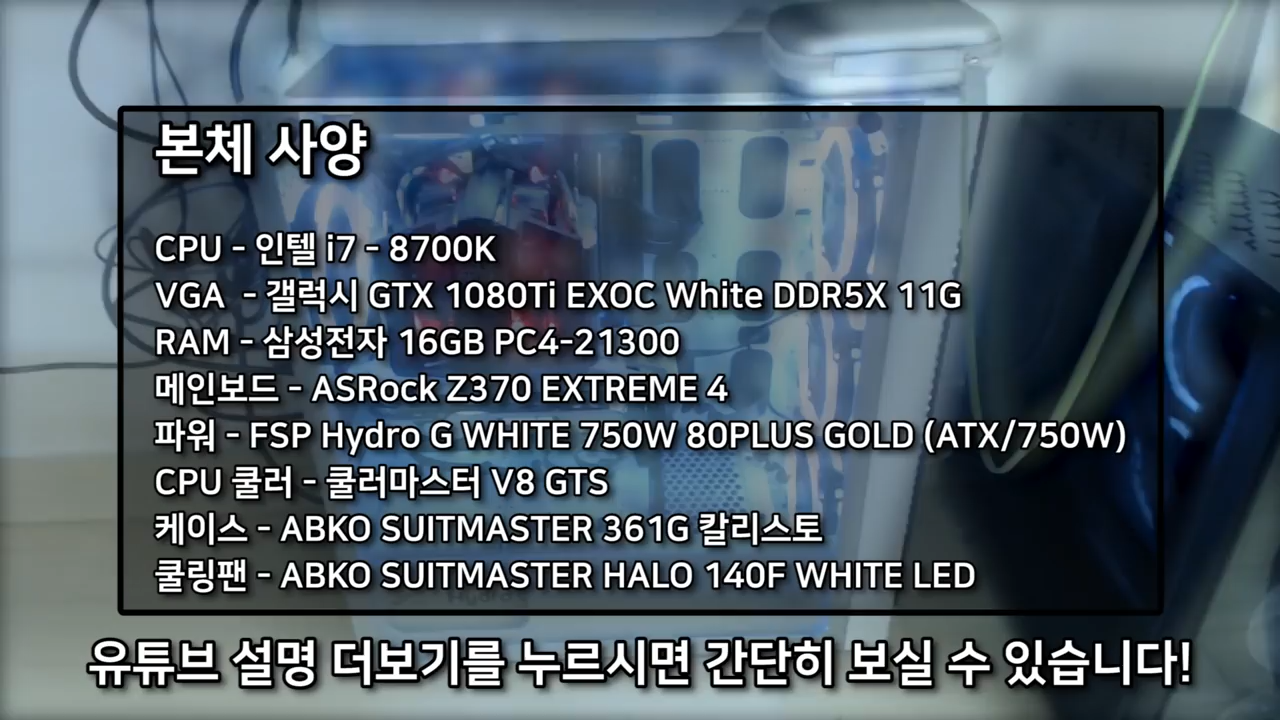 본체 사양
CPU - 인텔 i7 - 8700K
VGA - 갤럭시 GTX 1080Ti EXOC White DDR5X 11G
RAM - 삼성전자 16GB PC4-21300
메인보드 - ASRock Z370 EXTREME 4
파워 - FSP Hydro G WHITE 750W 80PLUS GOLD (ATX/750W)
CPU 쿨러 - 쿨러마스터 V8 GTS
케이스 - ABKO SUITMASTER 361G 칼리스토
쿨링팬 - ABKO SUITMASTER HALO 140F WHITE LED
유튜브 설명 더보기를 누르시면 간단히 보실 수 있습니다!